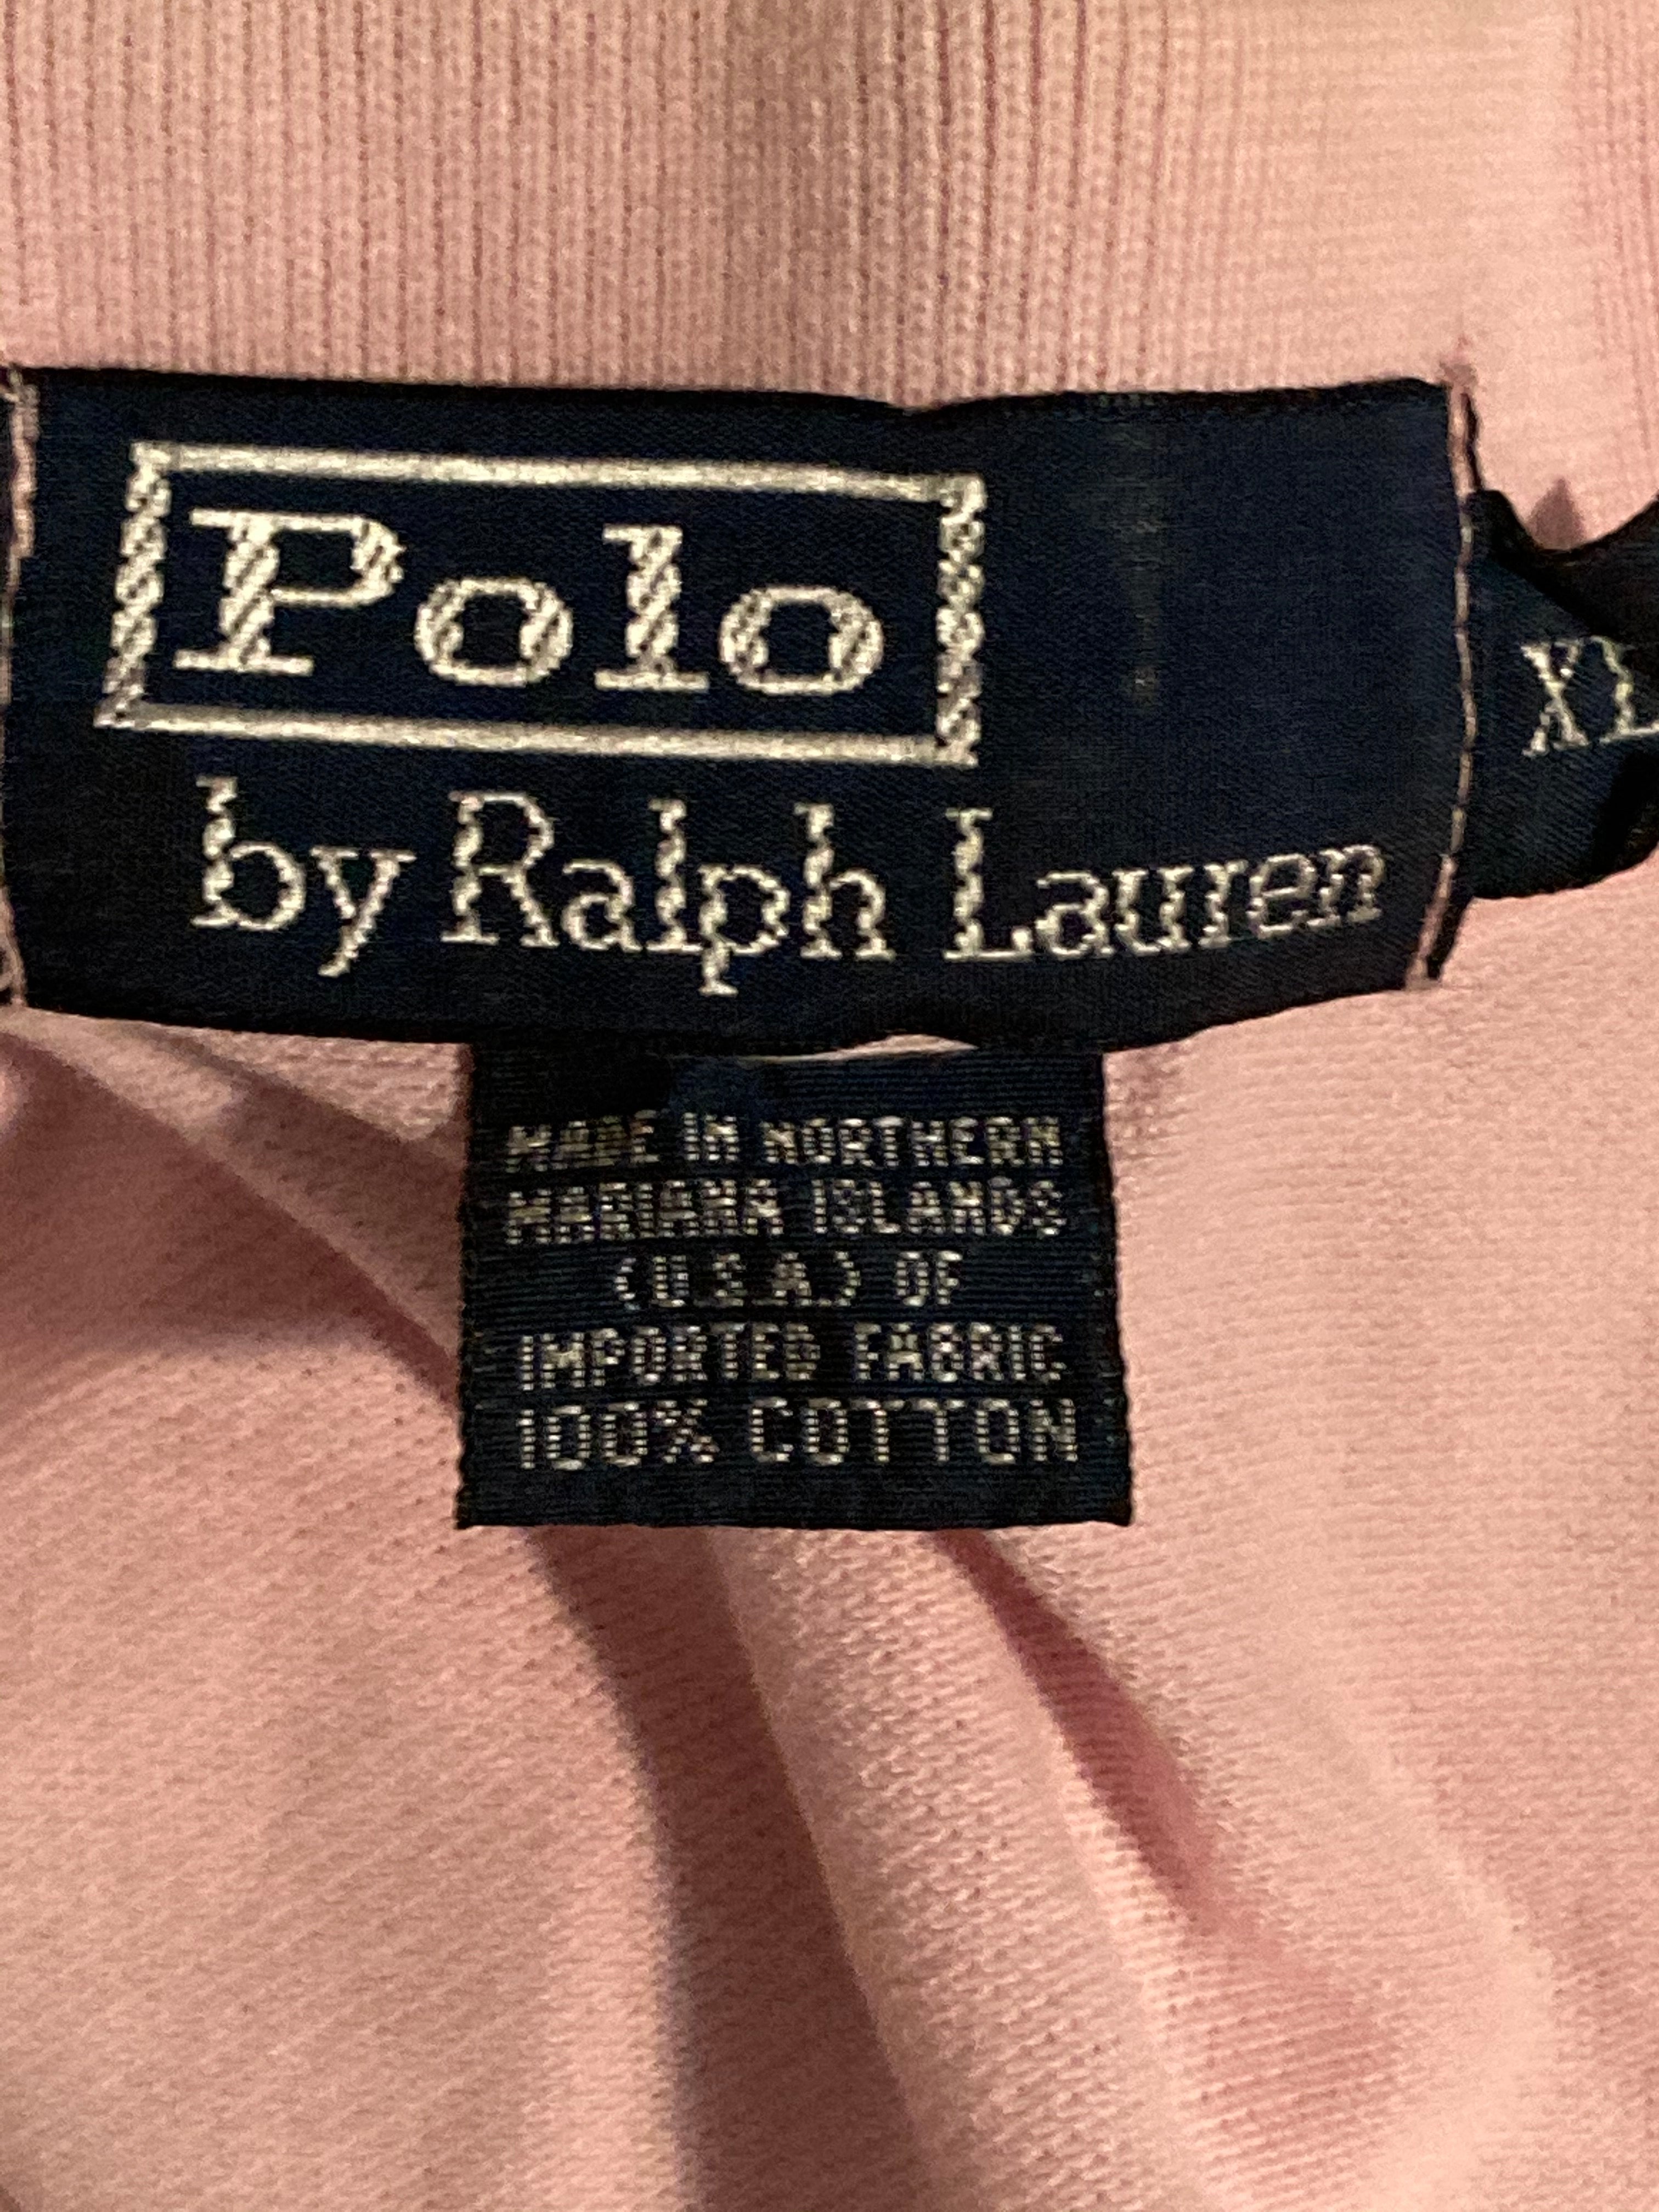 Polo
by Ralph Lauren
XL
MADE IN NORTHERN
MARIANA ISLANDS
(U.S.A.) OF
IMPORTED FABRIC
100% COTTON